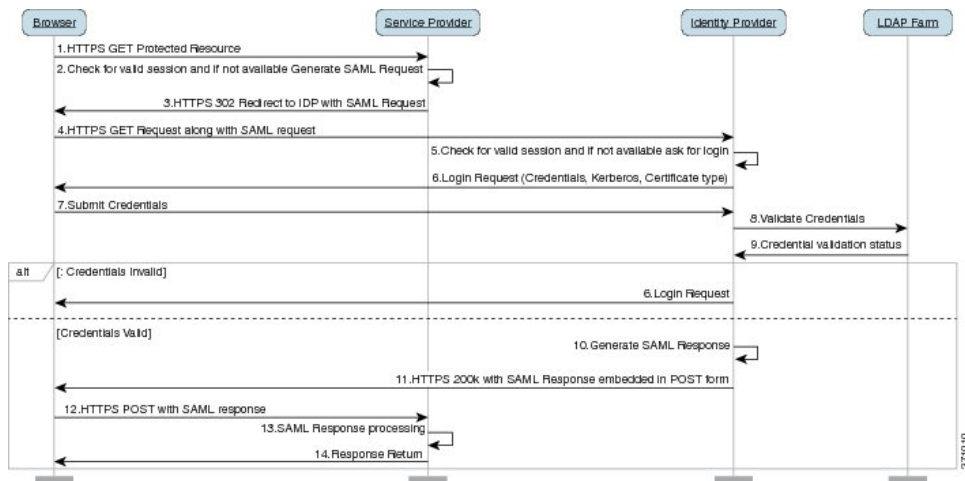 Browser
Service Provider
Identity Provider
LDAP Farm
1.HTTPS GET Protected Resource
2.Check for valid session and if not available Generate SAML Request
3.HTTPS 302 Redirect to IDP with SAML Request
4.HTTPS GET Request along with SAML request
5.Check for valid session and if not available ask for login
6.Login Request (Credentials, Kerberos, Certificate type)
7.Submit Credentials
8.Validate Credentials
9.Credential validation status
alt
[: Credentials Invalid]
6.Login Request
[Credentials Valid]
10.Generate SAML Response
11.HTTPS 200k with SAML Response embedded in POST form
12.HTTPS POST with SAML response
13.SAML Response processing
14.Response Return